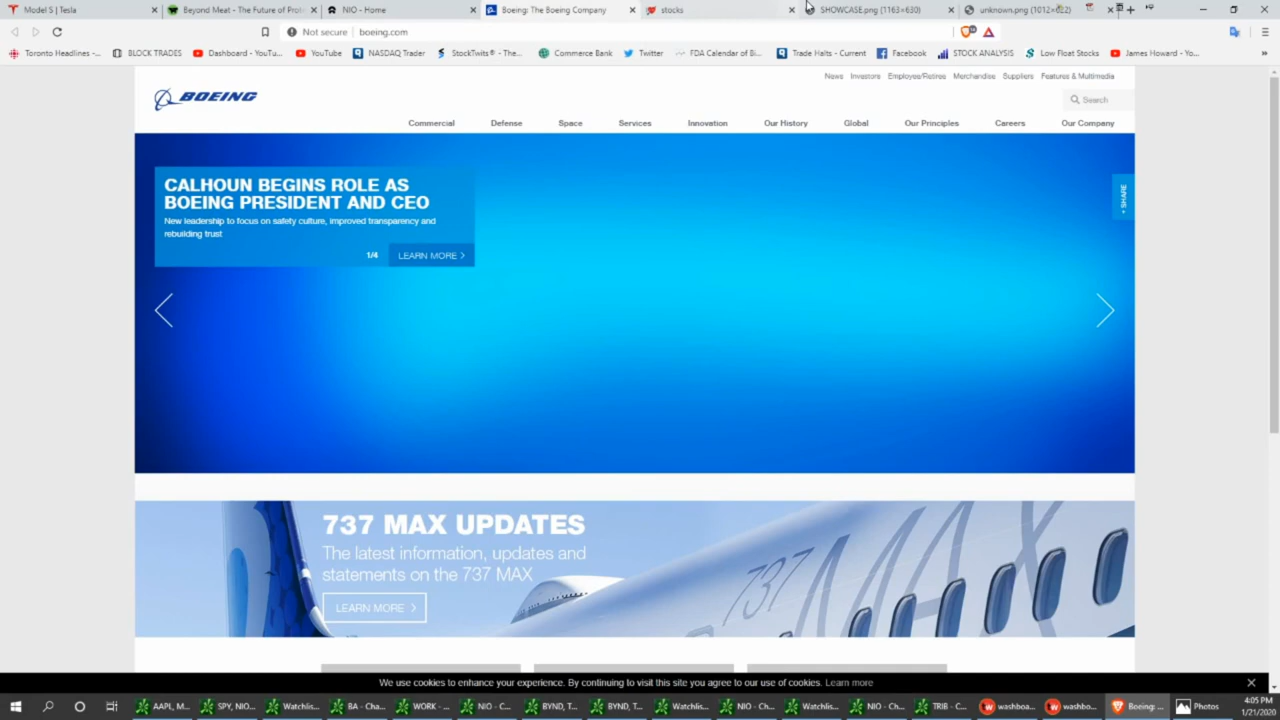 Model S | Tesla
Beyond Meat - The Future of Prot
NIO - Home
Boeing: The Boeing Company
stocks
SHOWCASE.png (1163×630)
unknown.png (1012×622)
Not secure
boeing.com
Toronto Headlines -...
BLOCK TRADES
Dashboard - YouTu...
YouTube
NASDAQ Trader
StockTwits® - The...
Commerce Bank
Twitter
FDA Calendar of Bi...
Trade Halts - Current
Facebook
STOCK ANALYSIS
Low Float Stocks
James Howard - Yo...
News
Investors
Employee/Retiree
Merchandise
Suppliers
Features & Multimedia
BOEING
Search
Commercial
Defense
Space
Services
Innovation
Our History
Global
Our Principles
Careers
Our Company
CALHOUN BEGINS ROLE AS
BOEING PRESIDENT AND CEO
New leadership to focus on safety culture, improved transparency and
rebuilding trust
1/4
LEARN MORE
+ SHARE
737 MAX UPDATES
The latest information, updates and
statements on the 737 MAX
LEARN MORE
737 MAX
We use cookies to enhance your experience. By continuing to visit this site you agree to our use of cookies. Learn more
AAPL, M...
SPY, NIO...
Watchlis...
BA - Cha...
WORK - ...
NIO - C...
BYND, T...
BYND, T...
Watchlis...
NIO - Ch...
Watchlis...
NIO - Ch...
TRIB - C...
washboa...
washbo...
Boeing: ...
Photos
4:05 PM
1/21/2020